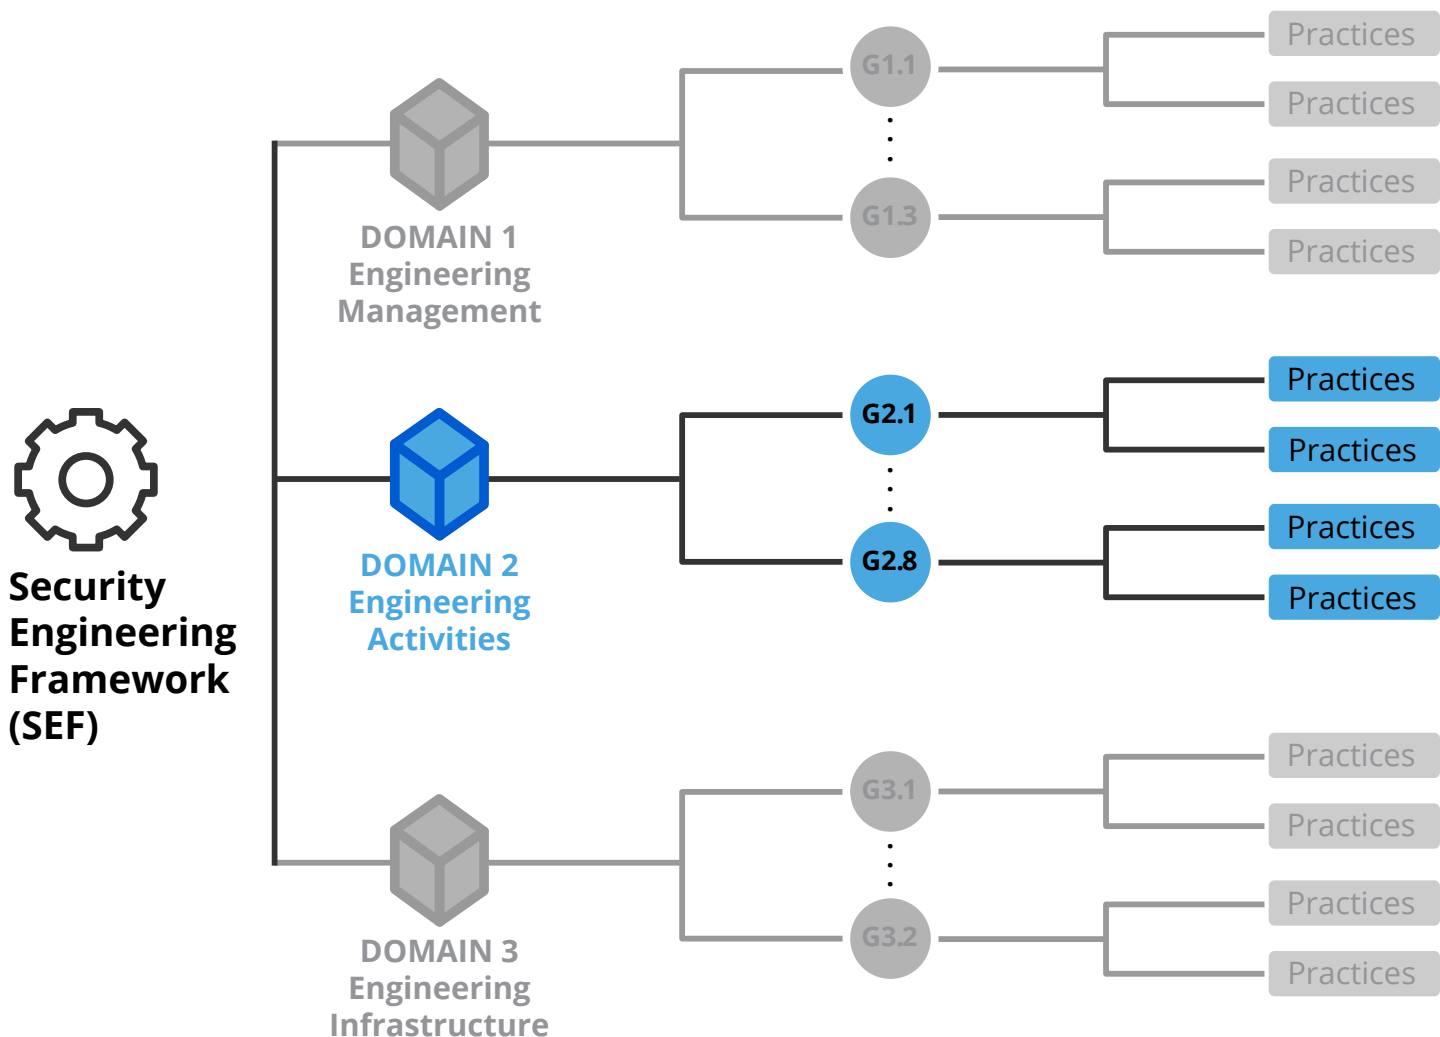 Security
Engineering
Framework
(SEF)
DOMAIN 1
Engineering
Management
G1.1
Practices
Practices
G1.3
Practices
Practices
DOMAIN 2
Engineering
Activities
G2.1
Practices
Practices
G2.8
Practices
Practices
DOMAIN 3
Engineering
Infrastructure
G3.1
Practices
Practices
G3.2
Practices
Practices